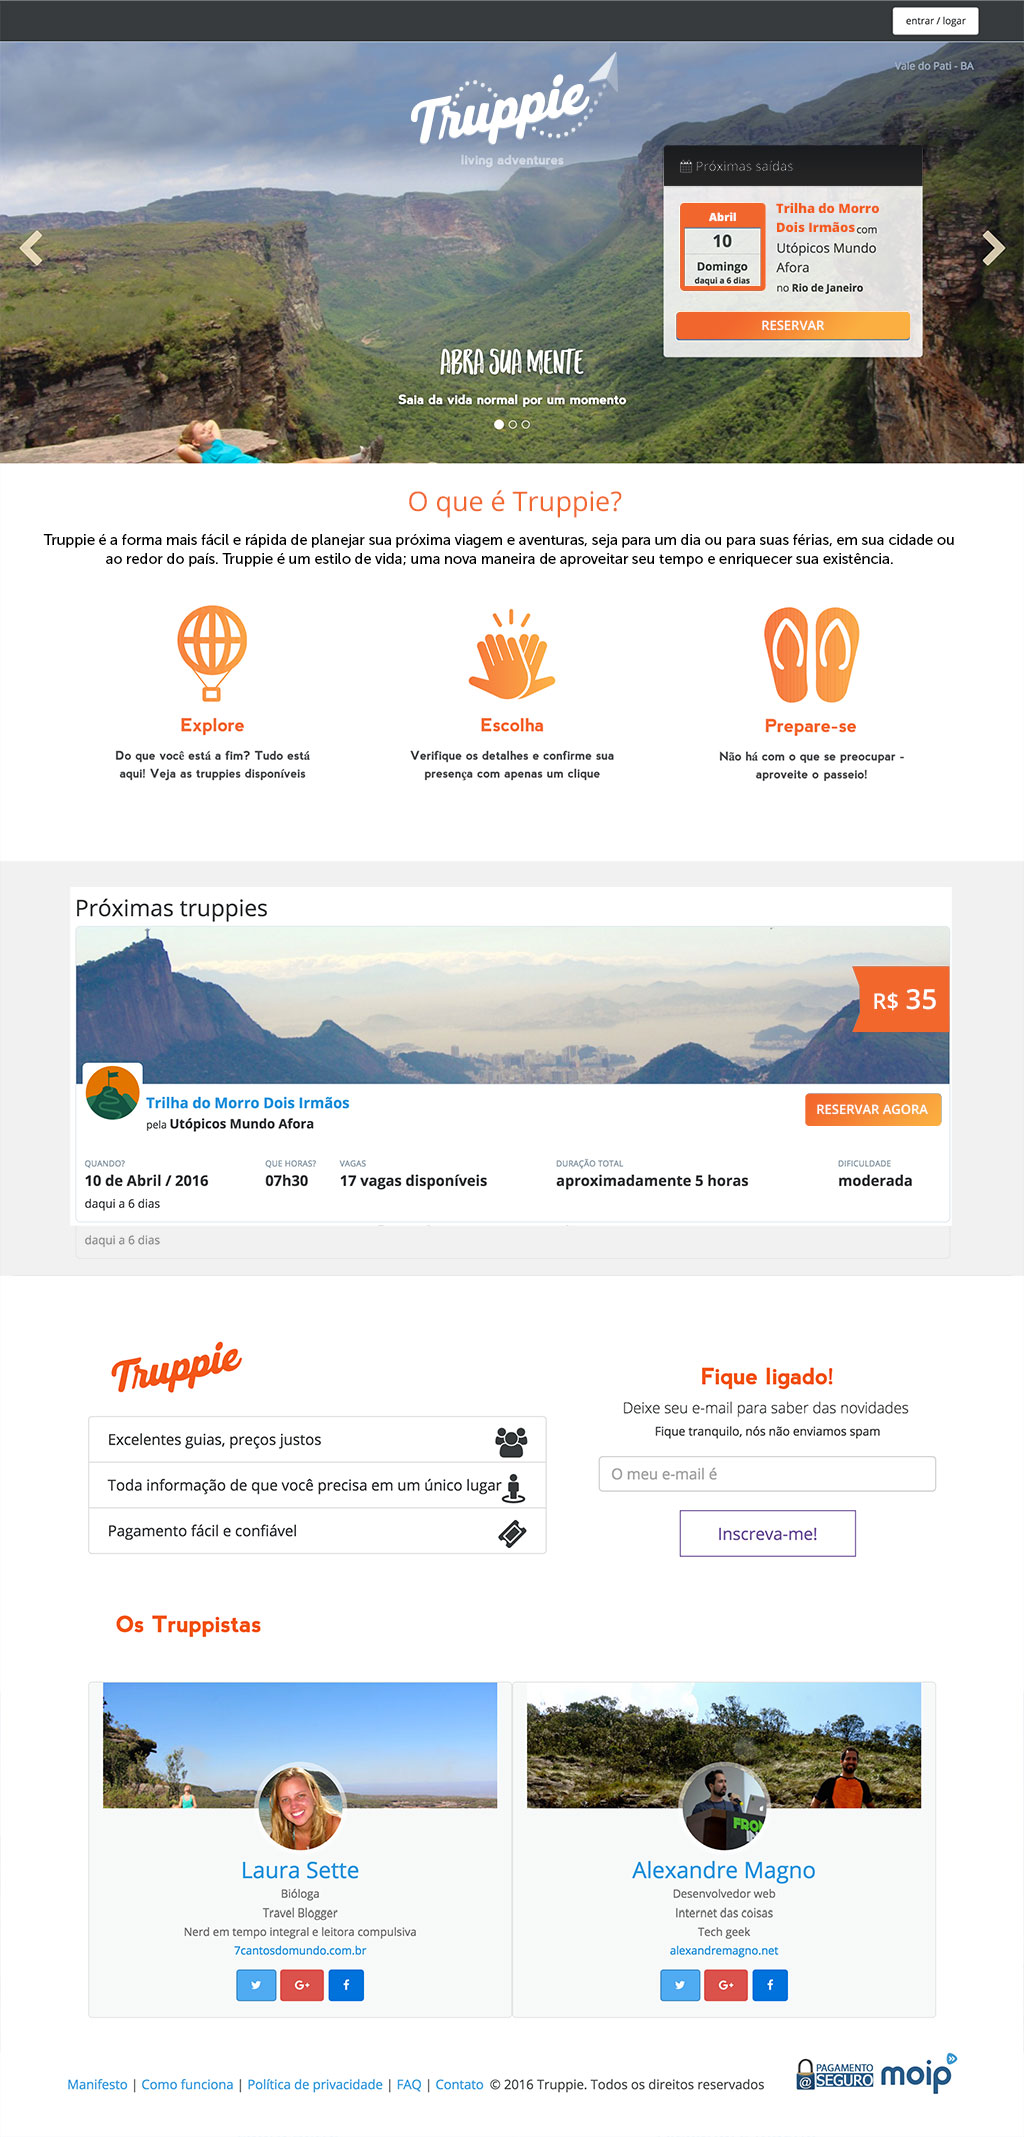 entrar / logar
Vale do Pati - BA
Truppie
living adventures
Próximas saídas
Abril
10
Domingo
daqui a 6 dias
Trilha do Morro
Dois Irmãos com
Utópicos Mundo
Afora
no Rio de Janeiro
RESERVAR
ABRA SUA MENTE
Saia da vida normal por um momento
O que é Truppie?
Truppie é a forma mais fácil e rápida de planejar sua próxima viagem e aventuras, seja para um dia ou para suas férias, em sua cidade ou
ao redor do país. Truppie é um estilo de vida; uma nova maneira de aproveitar seu tempo e enriquecer sua existência.
Explore
Do que você está a fim? Tudo está
aqui! Veja as truppies disponíveis
Escolha
Verifique os detalhes e confirme sua
presença com apenas um clique
Prepare-se
Não há com o que se preocupar -
aproveite o passeio!
Próximas truppies
R$ 35
Trilha do Morro Dois Irmãos
pela Utópicos Mundo Afora
RESERVAR AGORA
QUANDO?
10 de Abril / 2016
daqui a 6 dias
QUE HORAS?
07h30
VAGAS
17 vagas disponíveis
DURAÇÃO TOTAL
aproximadamente 5 horas
DIFICULDADE
moderada
daqui a 6 dias
Truppie
Excelentes guias, preços justos
Toda informação de que você precisa em um único lugar
Pagamento fácil e confiável
Fique ligado!
Deixe seu e-mail para saber das novidades
Fique tranquilo, nós não enviamos spam
O meu e-mail é
Inscreva-me!
Os Truppistas
Laura Sette
Bióloga
Travel Blogger
Nerd em tempo integral e leitora compulsiva
7cantosdomundo.com.br
G+
f
FRON
Alexandre Magno
Desenvolvedor web
Internet das coisas
Tech geek
alexandremagno.net
G+
f
Manifesto | Como funciona | Política de privacidade | FAQ | Contato © 2016 Truppie. Todos os direitos reservados
PAGAMENTO
@SEGURO
moip